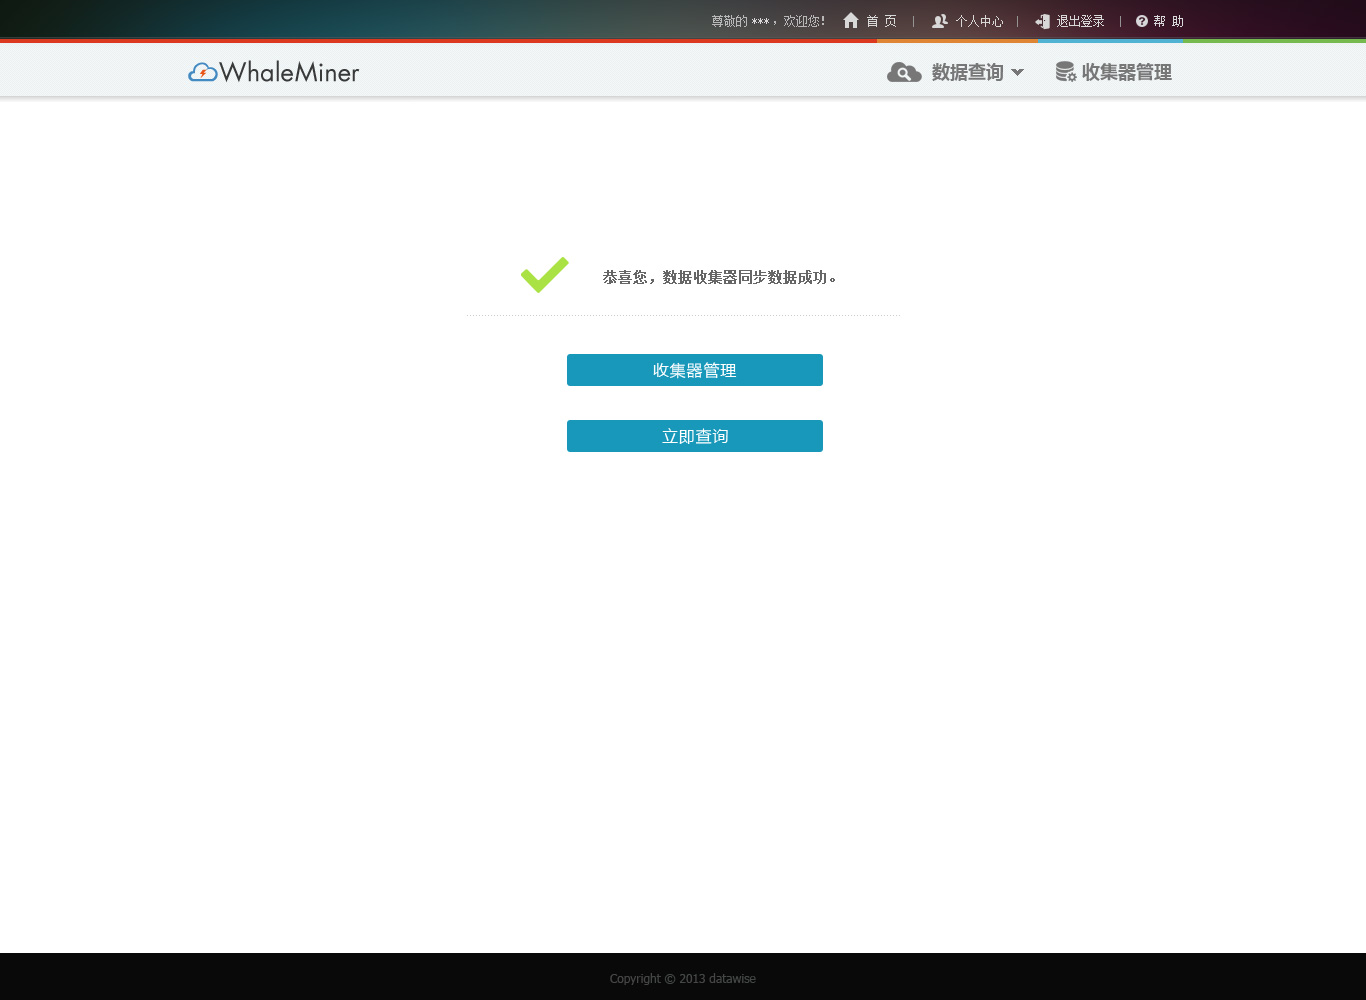 尊敬的 ***，欢迎您! 首 页 | 个人中心 | 退出登录 | 帮 助
WhaleMiner 数据查询 收集器管理
恭喜您，数据收集器同步数据成功。
收集器管理
立即查询
Copyright © 2013 datawise